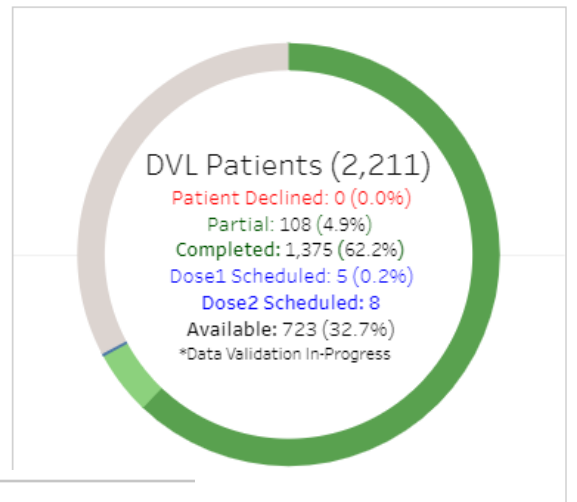 DVL Patients (2,211)
Patient Declined: 0 (0.0%)
Partial: 108 (4.9%)
Completed: 1,375 (62.2%)
Dose1 Scheduled: 5 (0.2%)
Dose2 Scheduled: 8
Available: 723 (32.7%)
*Data Validation In-Progress